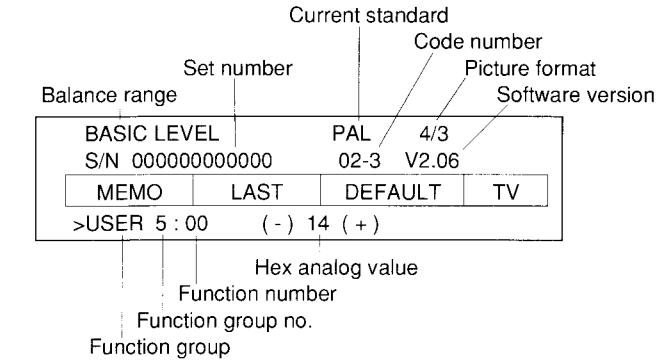 Current standard
Code number
Set number Picture format
Balance range Software version
BASIC LEVEL PAL 4/3
S/N 000000000000 02-3 V2.06
MEMO LAST DEFAULT TV
>USER 5 : 00 ( - ) 14 ( + )
Hex analog value
Function number
Function group no.
Function group